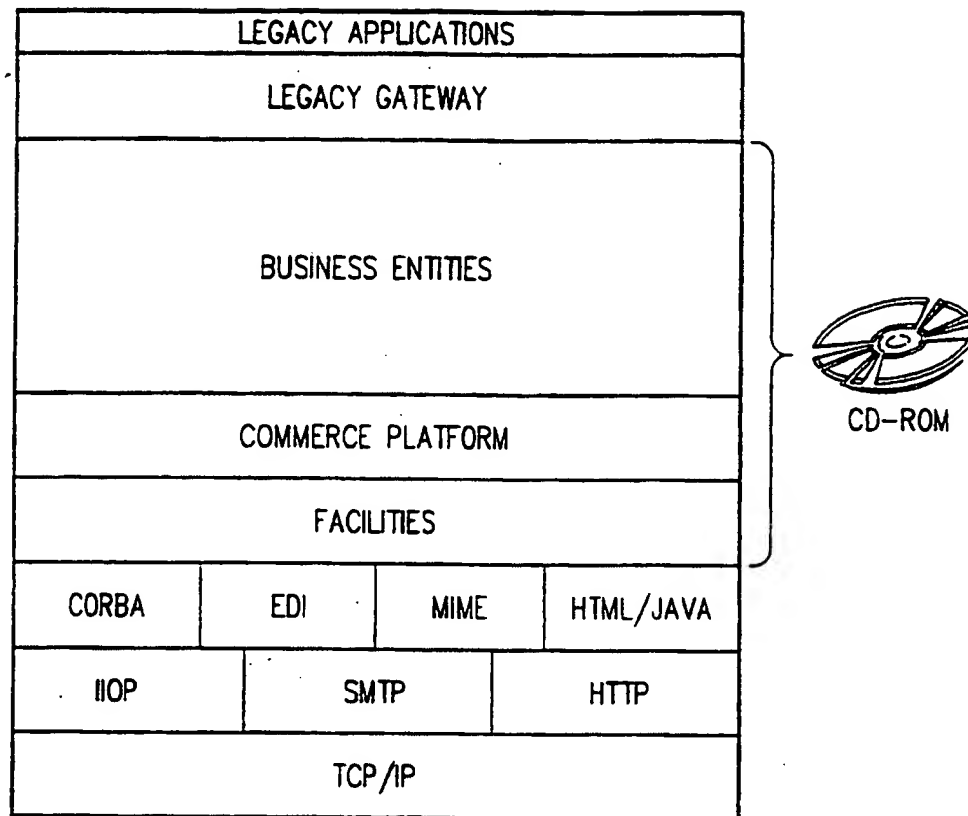 LEGACY APPLICATIONS
LEGACY GATEWAY
BUSINESS ENTITIES
CD-ROM
COMMERCE PLATFORM
FACILITIES
CORBA EDI MIME HTML/JAVA
IIOP SMTP HTTP
TCP/IP